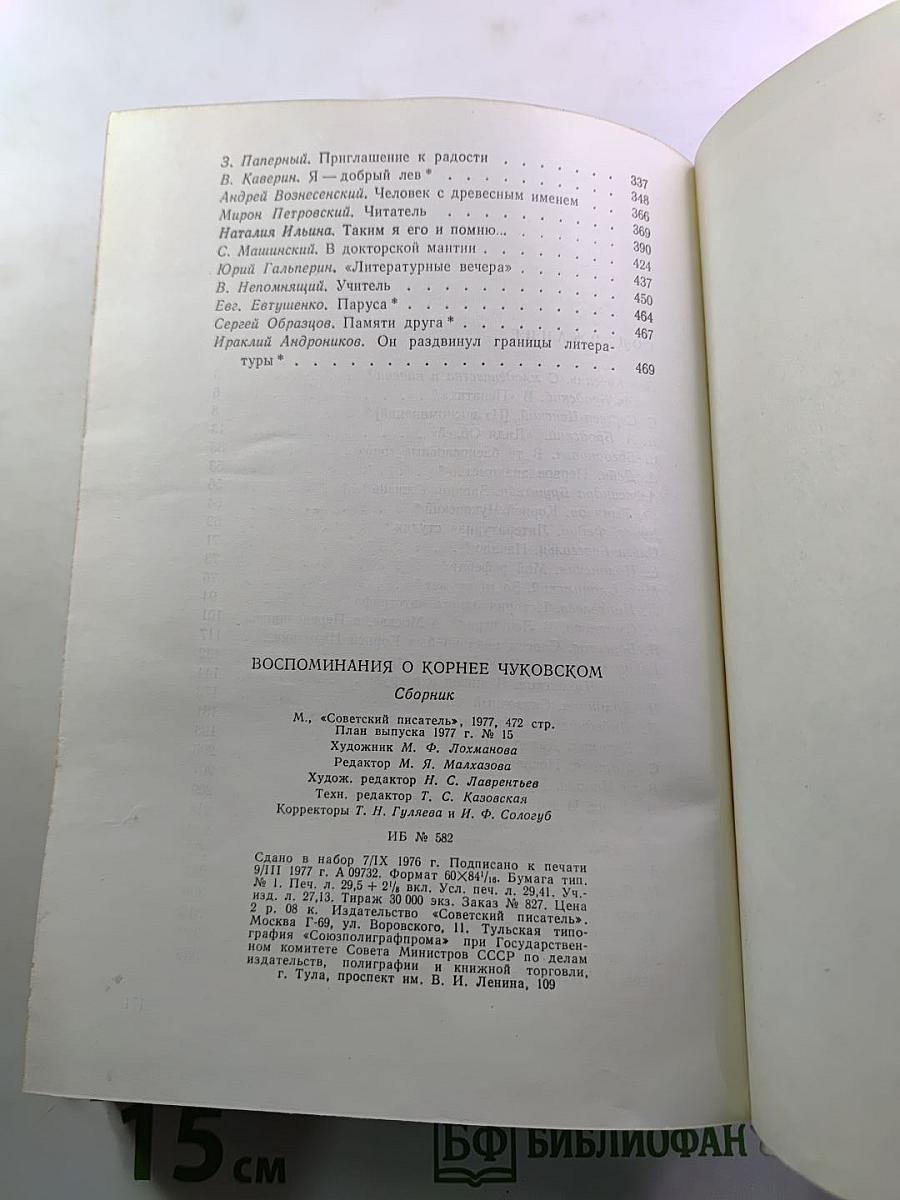 З. Паперный. Приглашение к радости . . . . . . . 337
В. Каверин. Я — добрый лев * . . . . . . . . . 348
Андрей Вознесенский. Человек с древесным именем . . 366
Мирон Петровский. Читатель . . . . . . . . . 369
Наталия Ильина. Таким я его и помню... . . . . . . 390
С. Машинский. В докторской мантии . . . . . . . 424
Юрий Гальперин. «Литературные вечера» . . . . . . 437
В. Непомнящий. Учитель . . . . . . . . . . 450
Евг. Евтушенко. Паруса * . . . . . . . . . . 464
Сергей Образцов. Памяти друга * . . . . . . . . 467
Ираклий Андроников. Он раздвинул границы литера-
туры * . . . . . . . . . . . . . . . . 469
ВОСПОМИНАНИЯ О КОРНЕЕ ЧУКОВСКОМ
Сборник
М., «Советский писатель», 1977, 472 стр.
План выпуска 1977 г. № 15
Художник М. Ф. Лохманова
Редактор М. Я. Малхазова
Худож. редактор Н. С. Лаврентьев
Техн. редактор Т. С. Казовская
Корректоры Т. Н. Гуляева и И. Ф. Сологуб
ИБ № 582
Сдано в набор 7/IX 1976 г. Подписано к печати
9/III 1977 г. А 09732. Формат 60×84¹/₁₆. Бумага тип.
№ 1. Печ. л. 29,5 + 2¹/₈ вкл. Усл. печ. л. 29,41. Уч.-
изд. л. 27,13. Тираж 30 000 экз. Заказ № 827. Цена
2 р. 08 к. Издательство «Советский писатель».
Москва Г-69, ул. Воровского, 11. Тульская типо-
графия «Союзполиграфпрома» при Государствен-
ном комитете Совета Министров СССР по делам
издательств, полиграфии и книжной торговли,
г. Тула, проспект им. В. И. Ленина, 109
15 см
БФ БИБЛИОФАН